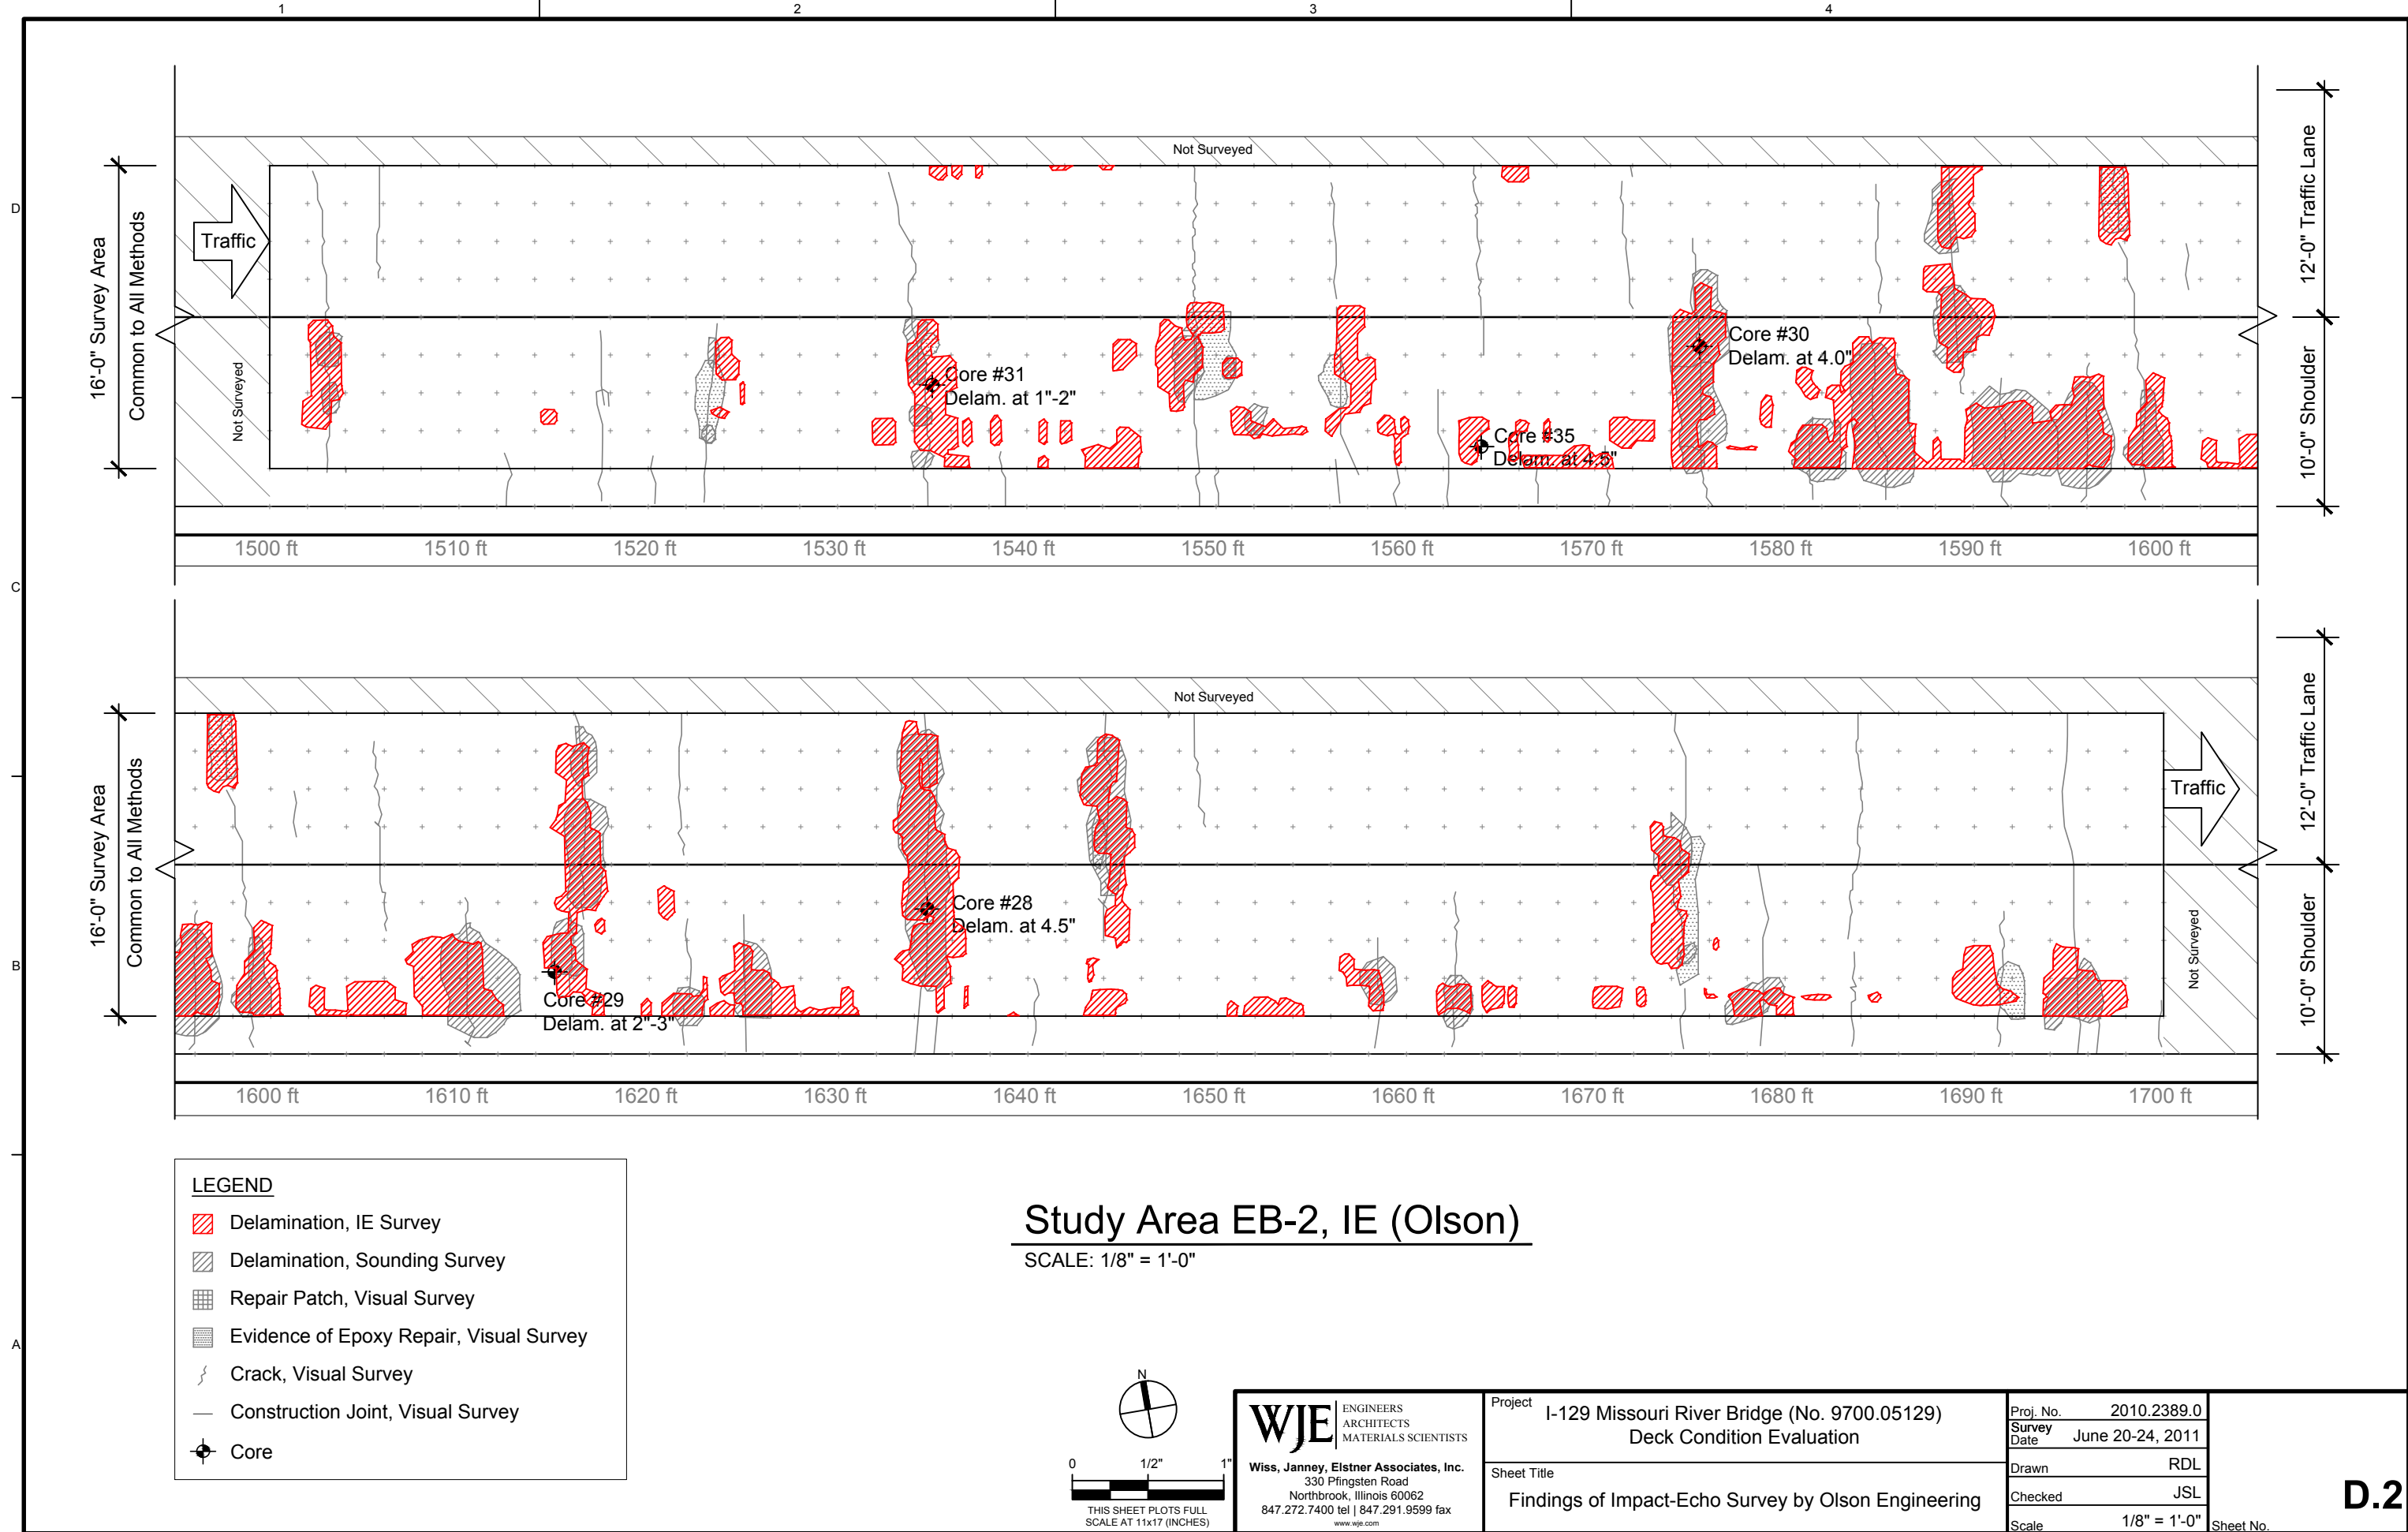 1 2 3 4
D
C
B
A
Not Surveyed
16'-0" Survey Area
Common to All Methods
Traffic
Not Surveyed
Core #31
Delam. at 1"-2"
Core #35
Delam. at 4.5"
Core #30
Delam. at 4.0"
12'-0" Traffic Lane
10'-0" Shoulder
1500 ft 1510 ft 1520 ft 1530 ft 1540 ft 1550 ft 1560 ft 1570 ft 1580 ft 1590 ft 1600 ft
Not Surveyed
16'-0" Survey Area
Common to All Methods
Core #29
Delam. at 2"-3"
Core #28
Delam. at 4.5"
Traffic
Not Surveyed
12'-0" Traffic Lane
10'-0" Shoulder
1600 ft 1610 ft 1620 ft 1630 ft 1640 ft 1650 ft 1660 ft 1670 ft 1680 ft 1690 ft 1700 ft
LEGEND
Delamination, IE Survey
Delamination, Sounding Survey
Repair Patch, Visual Survey
Evidence of Epoxy Repair, Visual Survey
Crack, Visual Survey
Construction Joint, Visual Survey
Core
Study Area EB-2, IE (Olson)
SCALE: 1/8" = 1'-0"
N
0 1/2" 1"
THIS SHEET PLOTS FULL
SCALE AT 11x17 (INCHES)
WJE
ENGINEERS
ARCHITECTS
MATERIALS SCIENTISTS
Wiss, Janney, Elstner Associates, Inc.
330 Pfingsten Road
Northbrook, Illinois 60062
847.272.7400 tel | 847.291.9599 fax
www.wje.com
Project
I-129 Missouri River Bridge (No. 9700.05129)
Deck Condition Evaluation
Sheet Title
Findings of Impact-Echo Survey by Olson Engineering
Proj. No. 2010.2389.0
Survey
Date June 20-24, 2011
Drawn RDL
Checked JSL
Scale 1/8" = 1'-0"
Sheet No.
D.2